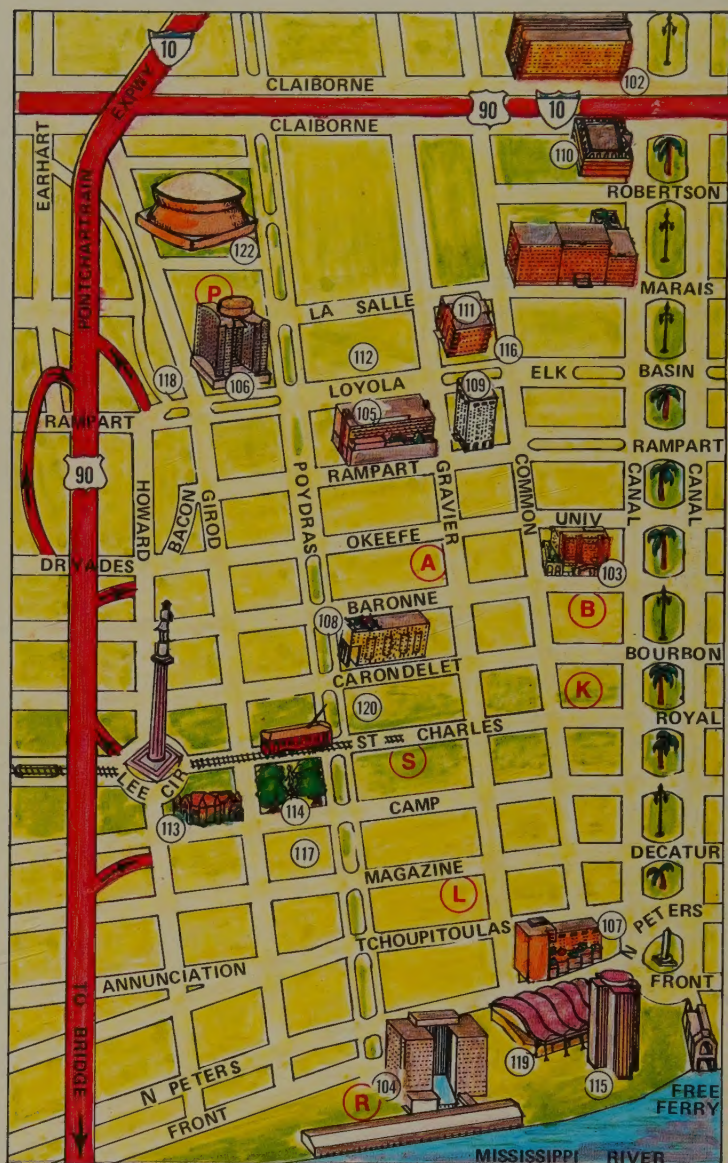 10
EXPWY
CLAIBORNE
102
90
10
CLAIBORNE
EARHART
110
ROBERTSON
122
PONTCHARTRAIN
MARAIS
P
LA SALLE
111
112
116
118
106
LOYOLA
109
ELK
BASIN
105
RAMPART
RAMPART
RAMPART
90
HOWARD
BACON
GIROD
POYDRAS
GRAVIER
COMMON
CANAL
CANAL
UNIV
OKEEFE
A
103
DRYADES
BARONNE
B
108
CARONDELET
BOURBON
K
120
ROYAL
ST
CHARLES
LEE CIR
S
CAMP
113
114
117
DECATUR
MAGAZINE
L
N PETERS
TCHOUPITOULAS
107
ANNUNCIATION
FRONT
TO BRIDGE
N PETERS
FRONT
R
104
119
115
FREE
FERRY
MISSISSIPPI RIVER